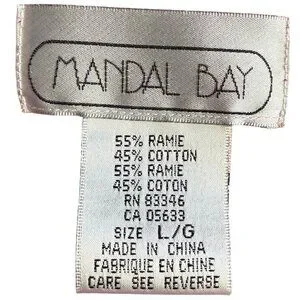 MANDAL BAY
55% RAMIE
45% COTTON
55% RAMIE
45% COTON
RN 83346
CA 05633
SIZE L/G
MADE IN CHINA
FABRIQUE EN CHINE
CARE SEE REVERSE